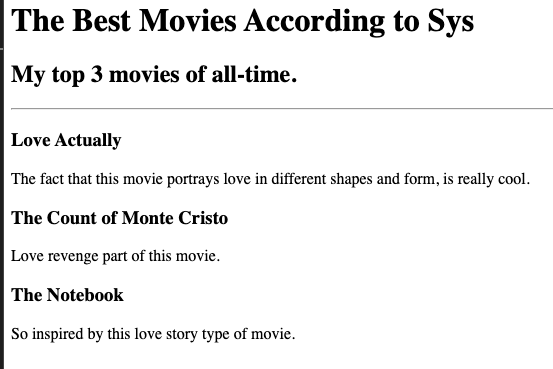 The Best Movies According to Sys
My top 3 movies of all-time.
Love Actually
The fact that this movie portrays love in different shapes and form, is really cool.
The Count of Monte Cristo
Love revenge part of this movie.
The Notebook
So inspired by this love story type of movie.